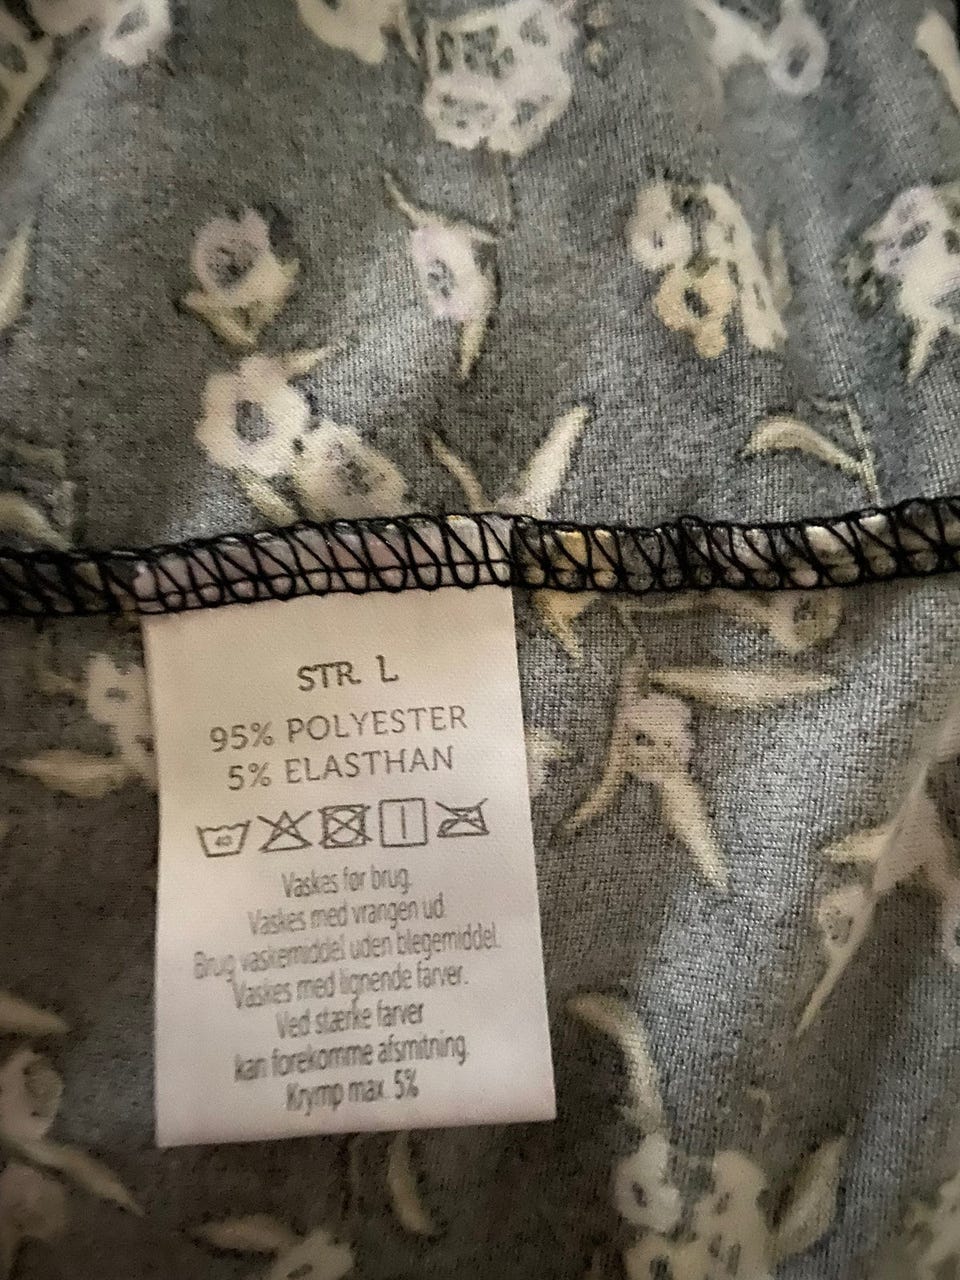 STR. L
95% POLYESTER
5% ELASTHAN
40
Vaskes før brug.
Vaskes med vrangen ud.
Brug vaskemiddel uden blegemiddel.
Vaskes med lignende farver.
Ved stærke farver
kan forekomme afsmitning.
Krymp max. 5%